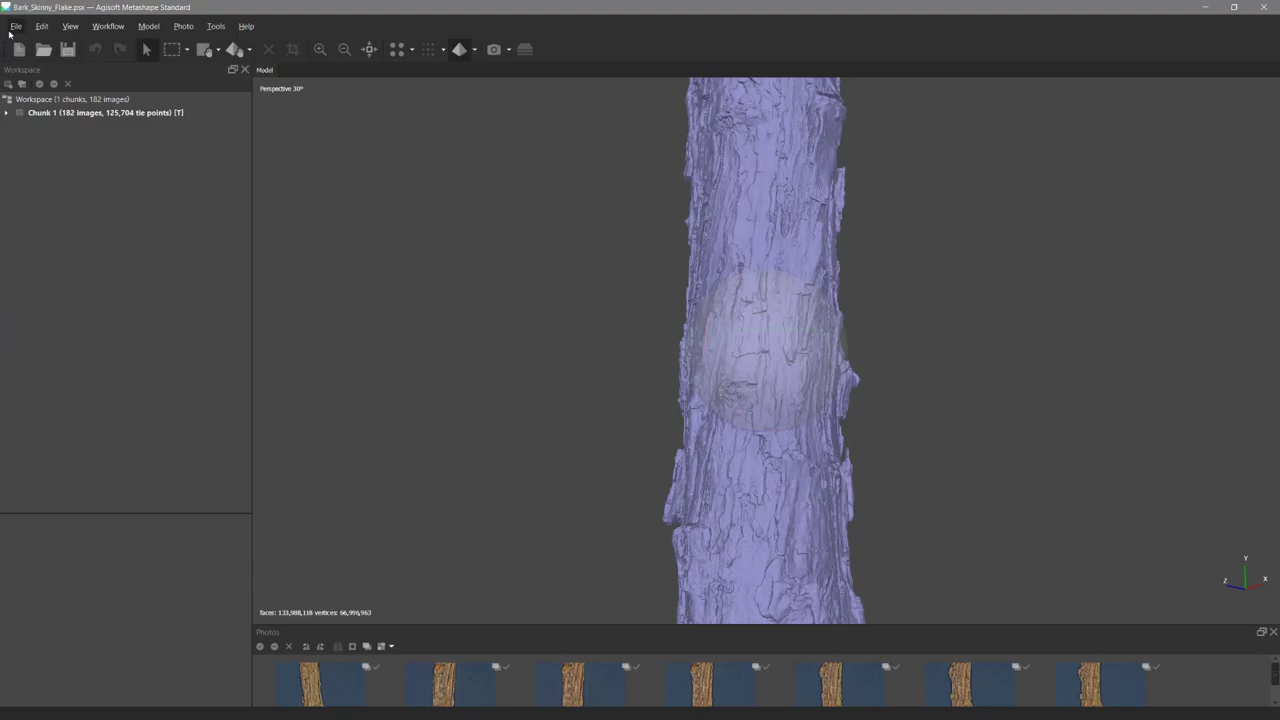 Bark_Skinny_Flake.psx — Agisoft Metashape Standard
File Edit View Workflow Model Photo Tools Help
Workspace
Model
Perspective 30°
Workspace (1 chunks, 182 images)
Chunk 1 (182 images, 125,704 tie points) [T]
Y
X
Z
faces: 133,988,118 vertices: 66,996,963
Photos